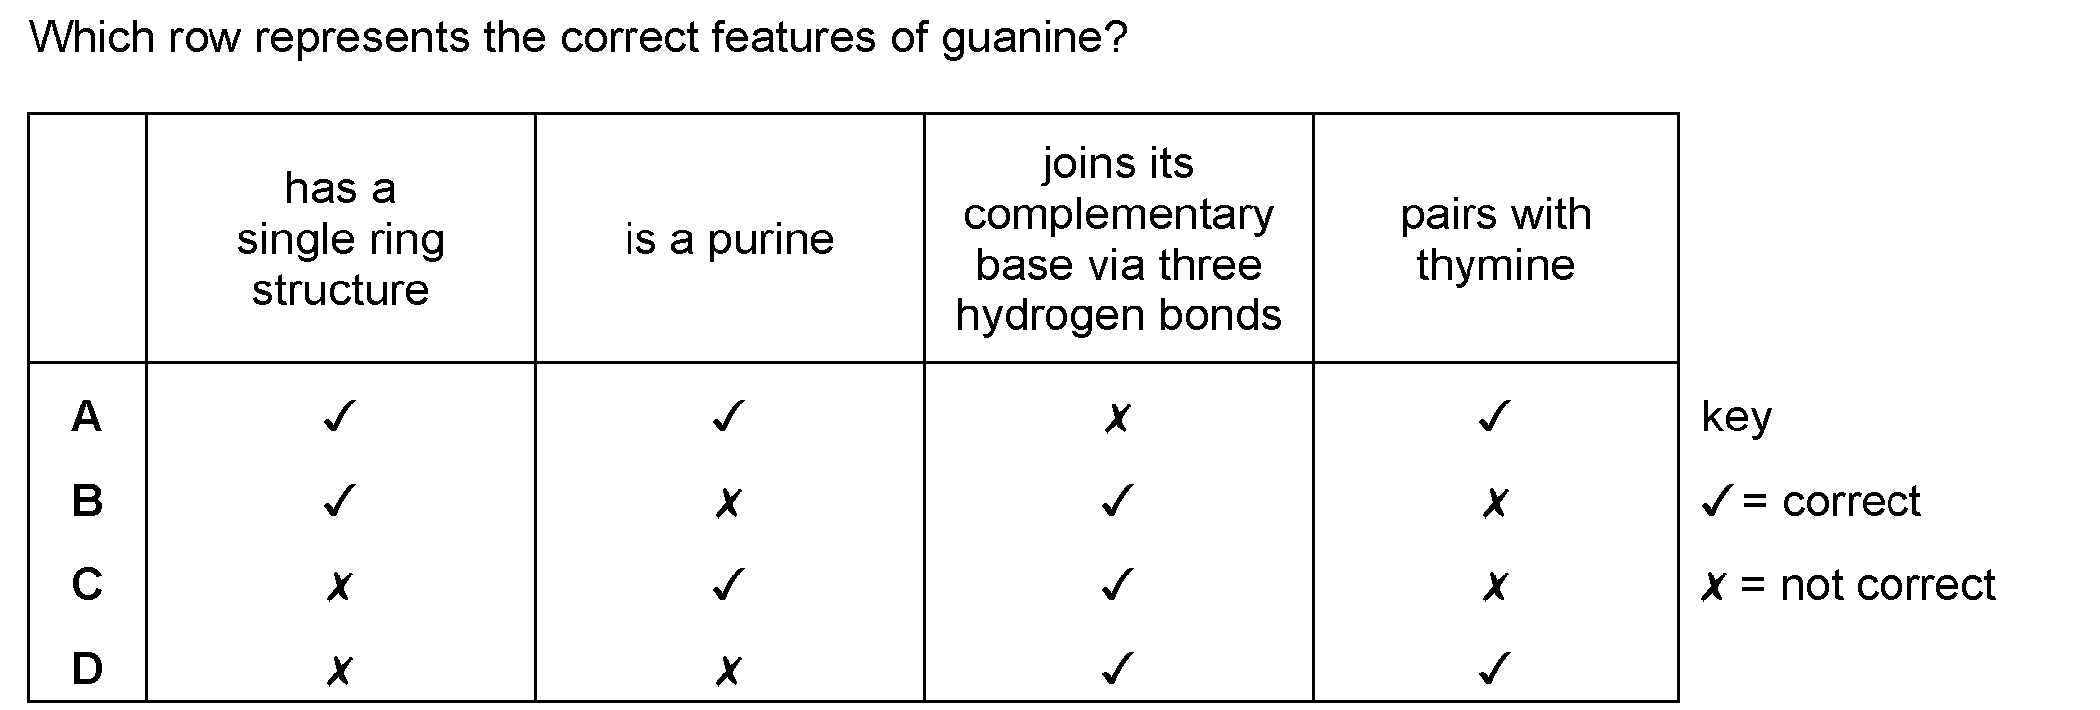 Which row represents the correct features of guanine?
has a
single ring
structure
is a purine
joins its
complementary
base via three
hydrogen bonds
pairs with
thymine
A ✓ ✓ ✗ ✓ key
B ✓ ✗ ✓ ✗ ✓ = correct
C ✗ ✓ ✓ ✗ ✗ = not correct
D ✗ ✗ ✓ ✓